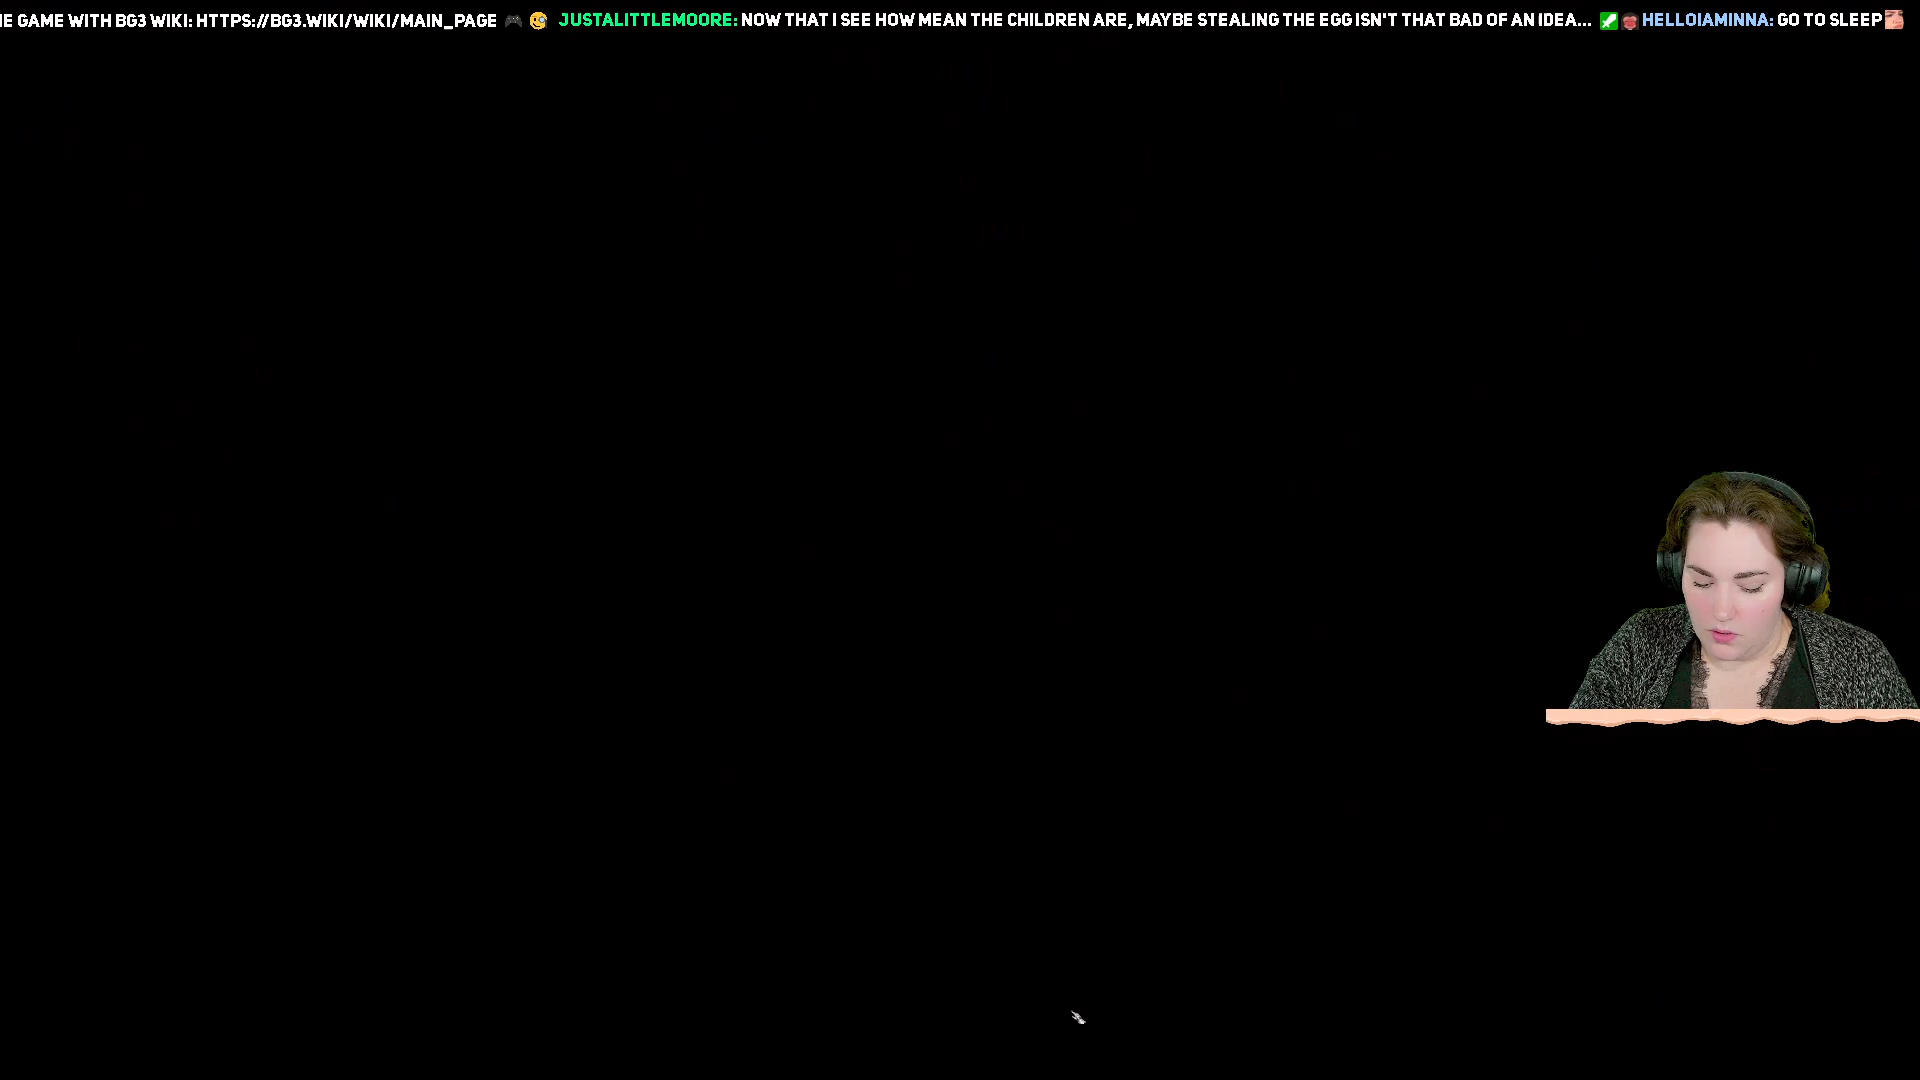 E GAME WITH BG3 WIKI: HTTPS://BG3.WIKI/WIKI/MAIN_PAGE JUSTALITTLEMOORE: NOW THAT I SEE HOW MEAN THE CHILDREN ARE, MAYBE STEALING THE EGG ISN'T THAT BAD OF AN IDEA... HELLOIAMINNA: GO TO SLEEP